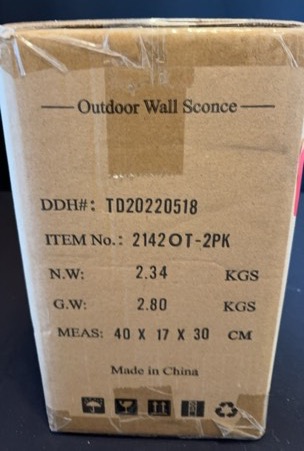 Outdoor Wall Sconce
DDH#: TD20220518
ITEM No.: 2142OT-2PK
N.W: 2.34 KGS
G.W: 2.80 KGS
MEAS: 40 X 17 X 30 CM
Made in China